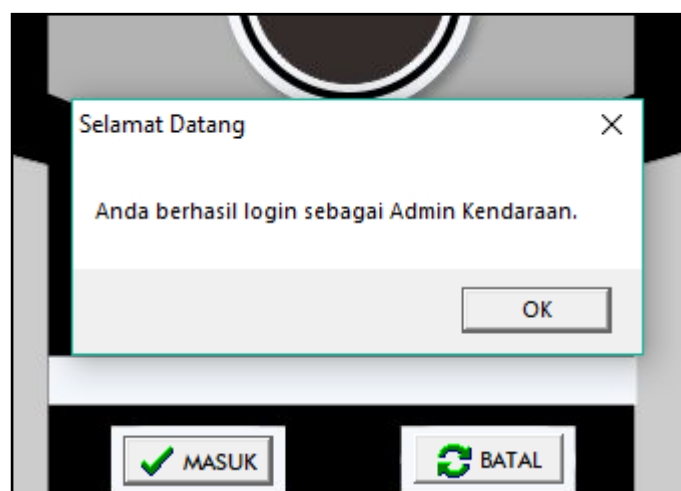 Selamat Datang
Anda berhasil login sebagai Admin Kendaraan.
OK
MASUK
BATAL